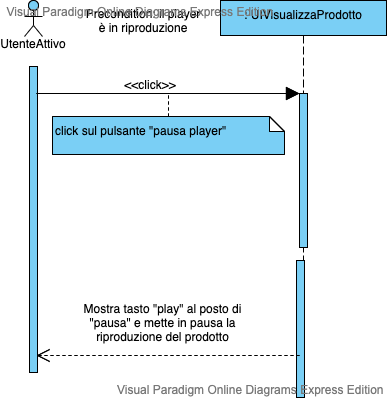 Visual Paradigm Online Diagrams Express Edition
Precondition: il player
è in riproduzione
: UIVisualizzaProdotto
UtenteAttivo
<<click>>
click sul pulsante "pausa player"
Mostra tasto "play" al posto di
"pausa" e mette in pausa la
riproduzione del prodotto
Visual Paradigm Online Diagrams Express Edition